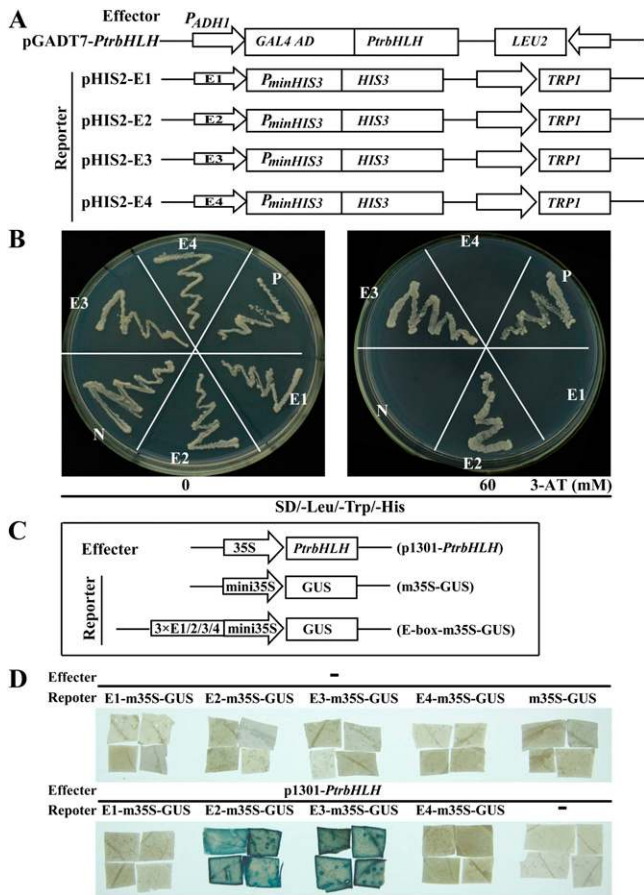 A
Effector
P_ADH1
pGADT7-PtrbHLH GAL4 AD PtrbHLH LEU2
Reporter
pHIS2-E1 E1 P_minHIS3 HIS3 TRP1
pHIS2-E2 E2 P_minHIS3 HIS3 TRP1
pHIS2-E3 E3 P_minHIS3 HIS3 TRP1
pHIS2-E4 E4 P_minHIS3 HIS3 TRP1
B
E4 P E1 E2 N E3
E4 P E1 E2 N E3
0 60 3-AT (mM)
SD/-Leu/-Trp/-His
C
Effecter 35S PtrbHLH (p1301-PtrbHLH)
Reporter
mini35S GUS (m35S-GUS)
3×E1/2/3/4 mini35S GUS (E-box-m35S-GUS)
D
Effecter -
Repoter E1-m35S-GUS E2-m35S-GUS E3-m35S-GUS E4-m35S-GUS m35S-GUS
Effecter p1301-PtrbHLH
Repoter E1-m35S-GUS E2-m35S-GUS E3-m35S-GUS E4-m35S-GUS -